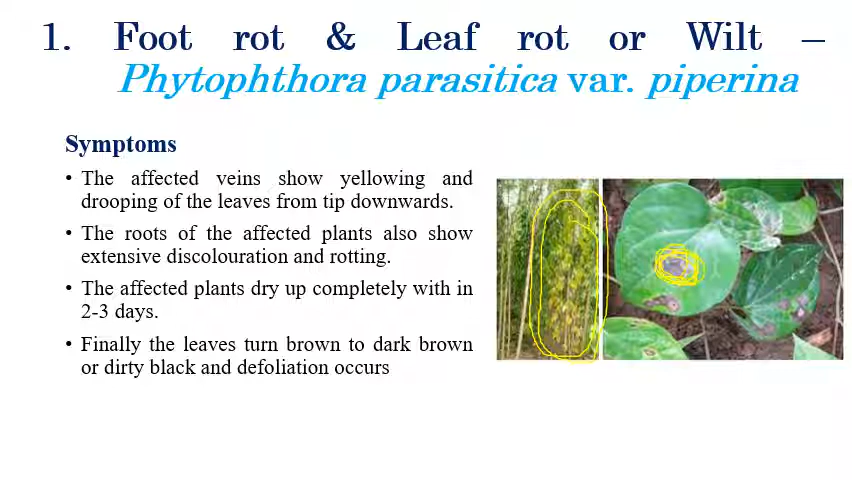 1. Foot rot & Leaf rot or Wilt –
Phytophthora parasitica var. piperina
Symptoms
• The affected veins show yellowing and
drooping of the leaves from tip downwards.
• The roots of the affected plants also show
extensive discolouration and rotting.
• The affected plants dry up completely with in
2-3 days.
• Finally the leaves turn brown to dark brown
or dirty black and defoliation occurs